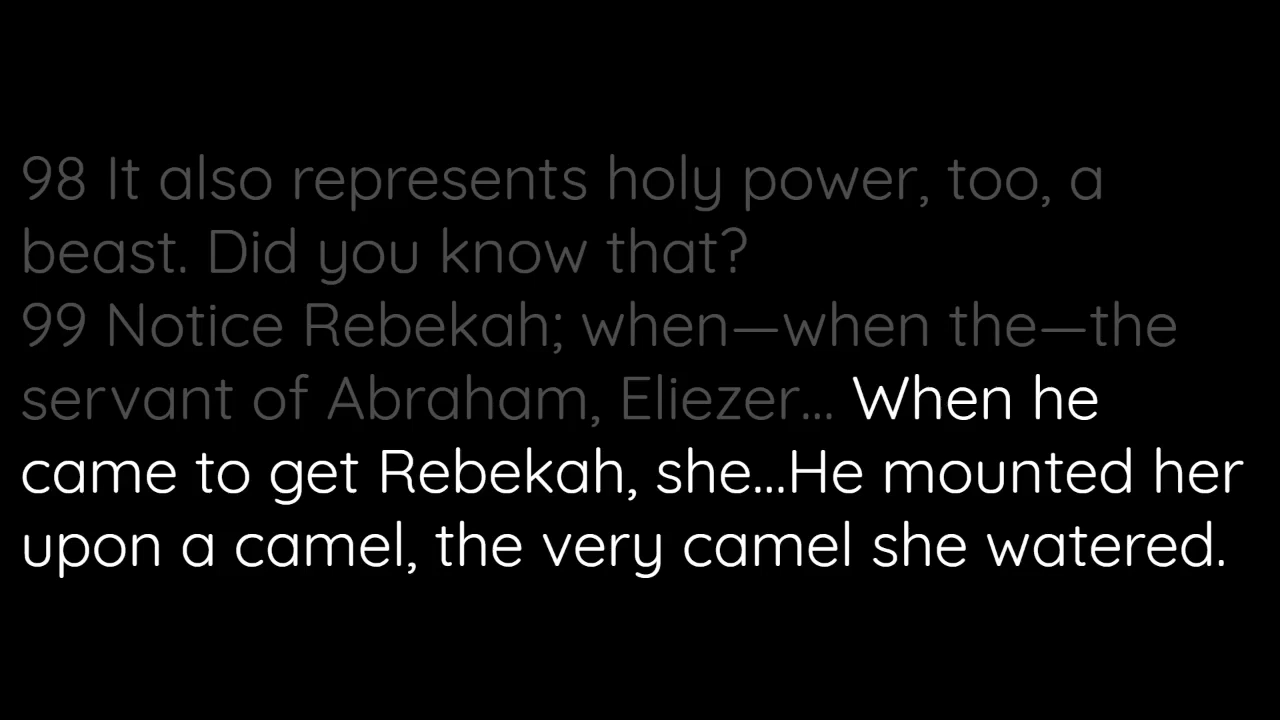 98 It also represents holy power, too, a
beast. Did you know that?
99 Notice Rebekah; when—when the—the
servant of Abraham, Eliezer... When he
came to get Rebekah, she...He mounted her
upon a camel, the very camel she watered.